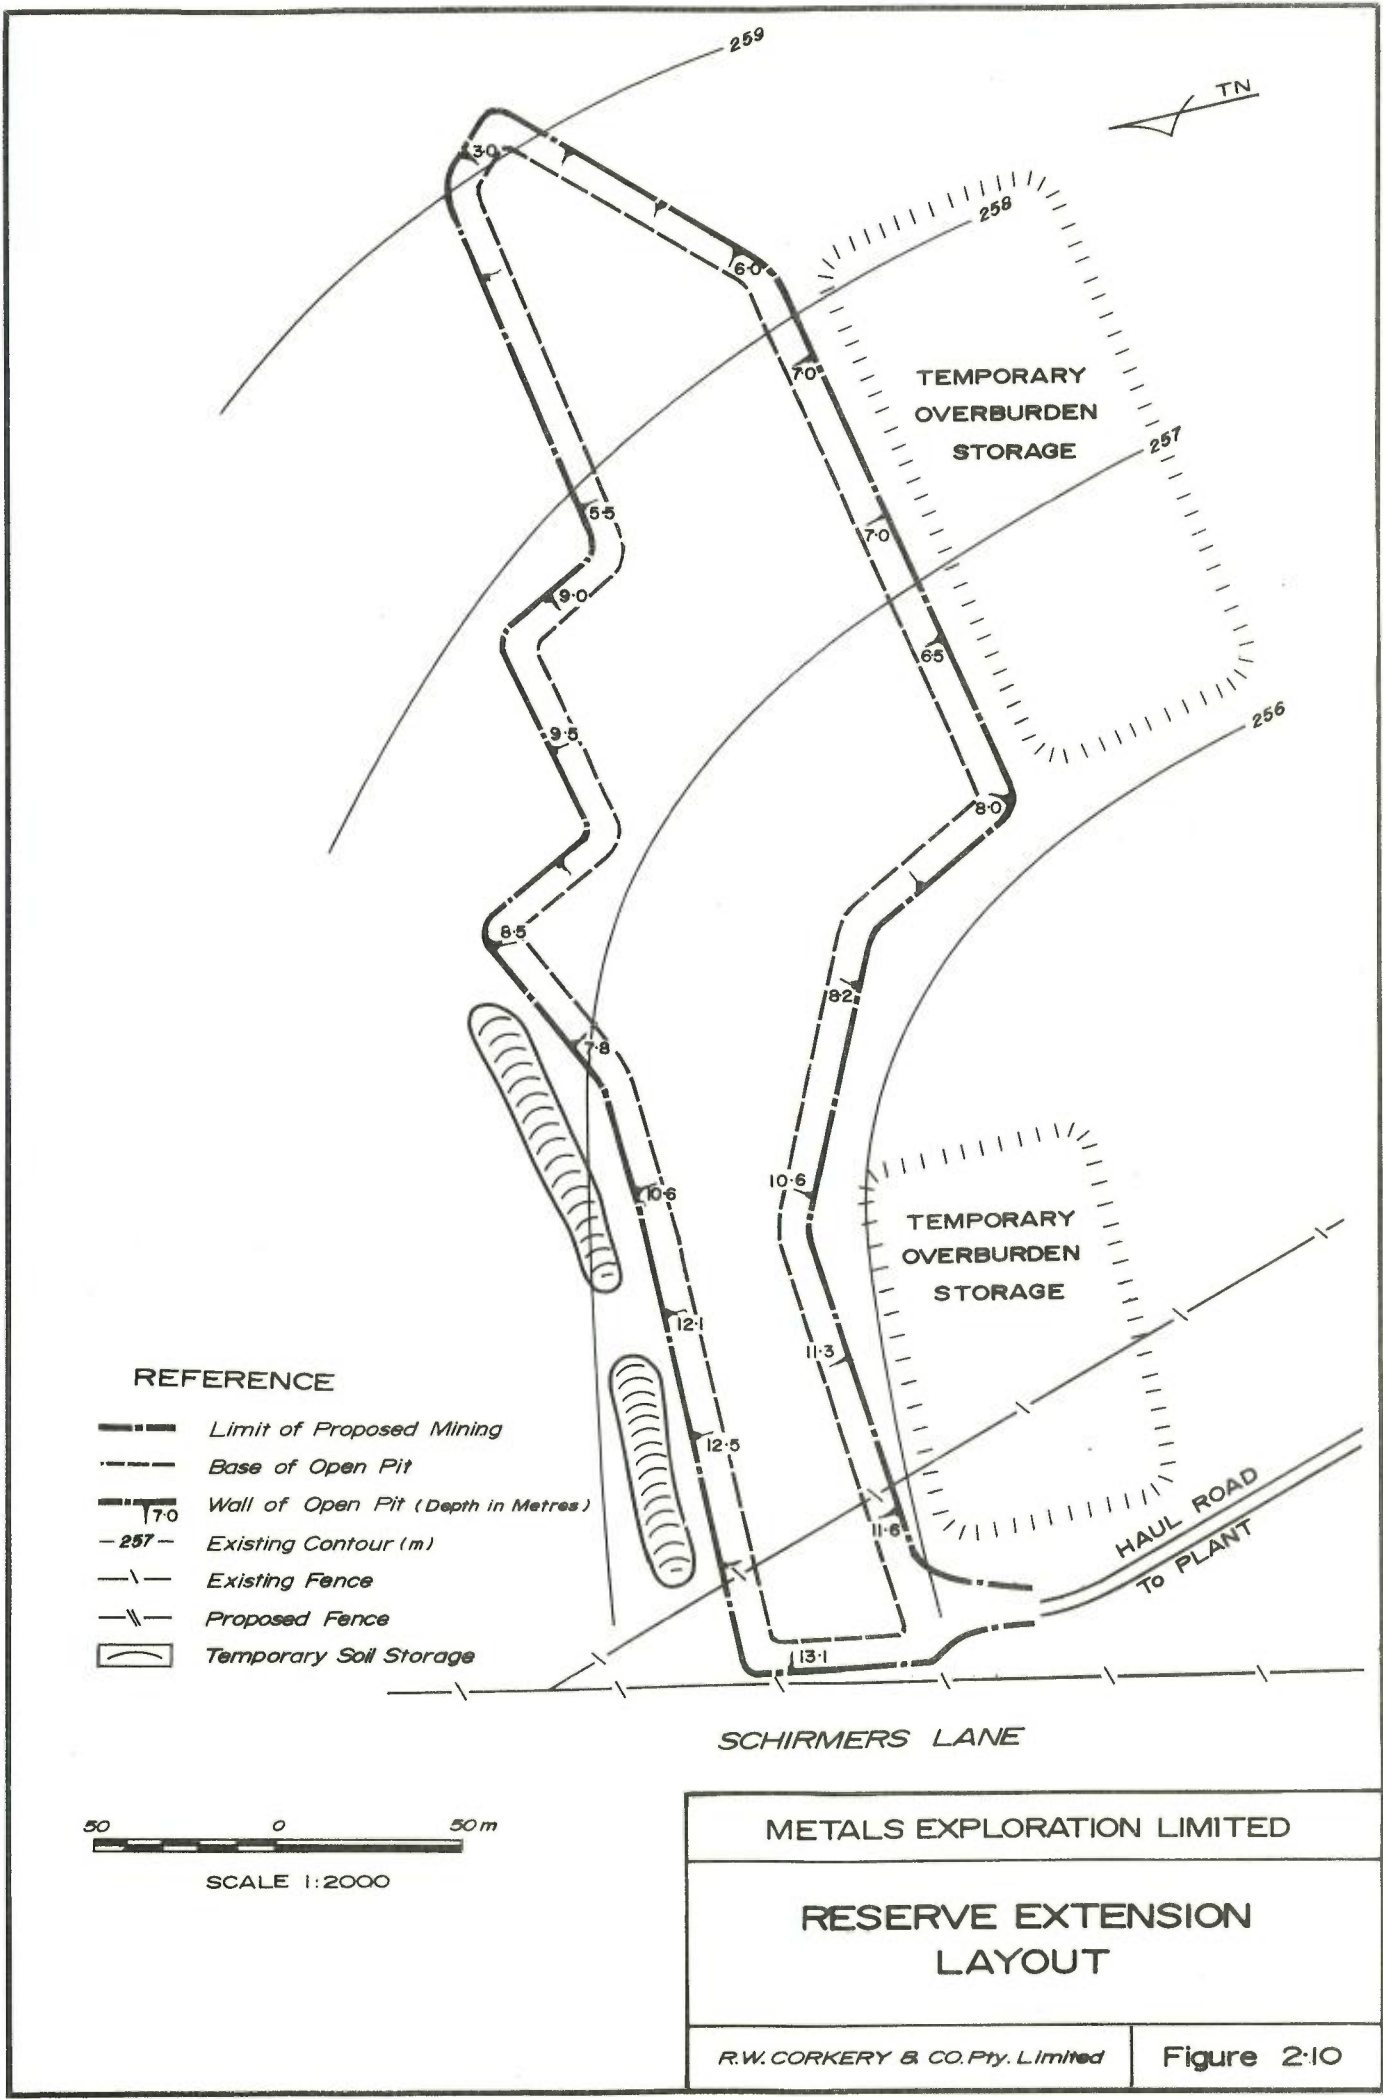 259
TN
3.0
258
6.0
7.0
TEMPORARY
OVERBURDEN
STORAGE
257
5.5
7.0
9.0
6.5
256
9.5
8.0
8.5
8.2
7.8
10.6
10.6
TEMPORARY
OVERBURDEN
STORAGE
12.1
11.3
12.5
11.6
HAUL ROAD
To PLANT
13.1
REFERENCE
Limit of Proposed Mining
Base of Open Pit
7.0 Wall of Open Pit (Depth in Metres)
257 Existing Contour (m)
Existing Fence
Proposed Fence
Temporary Soil Storage
SCHIRMERS LANE
50 0 50m
SCALE 1:2000
METALS EXPLORATION LIMITED
RESERVE EXTENSION
LAYOUT
R.W. CORKERY & CO. Pty. Limited
Figure 2.10